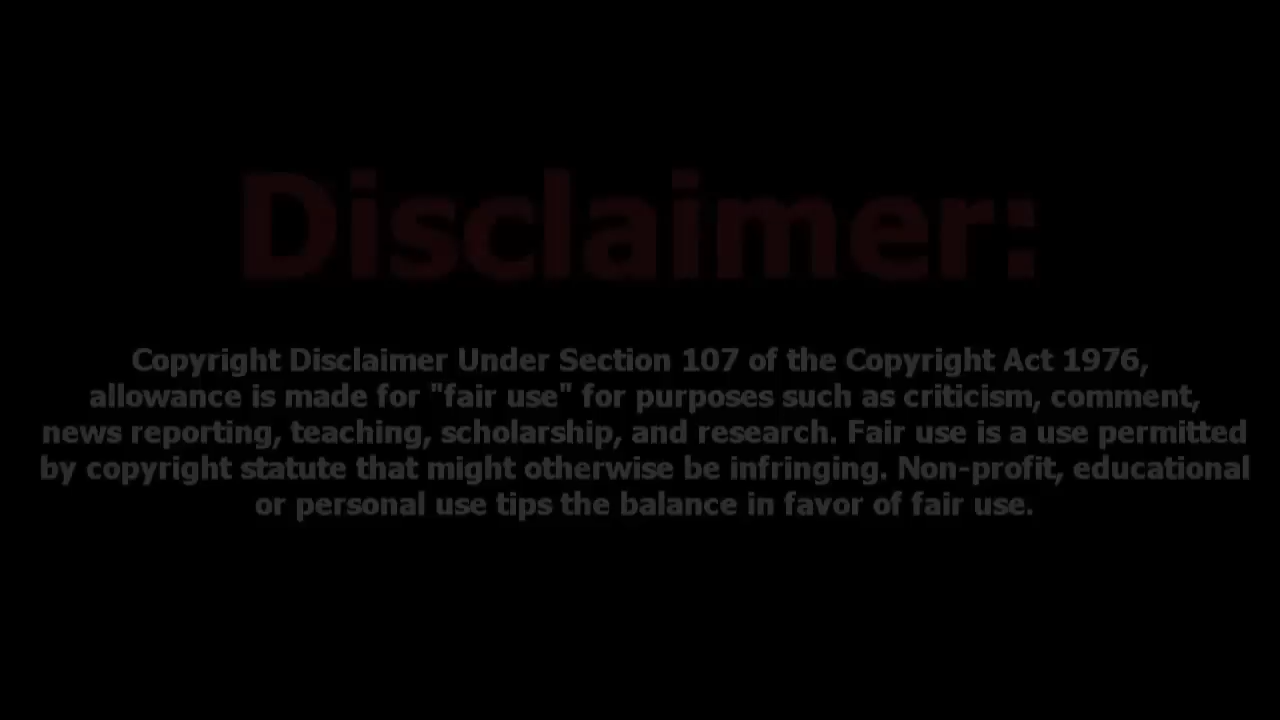 Disclaimer:
Copyright Disclaimer Under Section 107 of the Copyright Act 1976,
allowance is made for "fair use" for purposes such as criticism, comment,
news reporting, teaching, scholarship, and research. Fair use is a use permitted
by copyright statute that might otherwise be infringing. Non-profit, educational
or personal use tips the balance in favor of fair use.